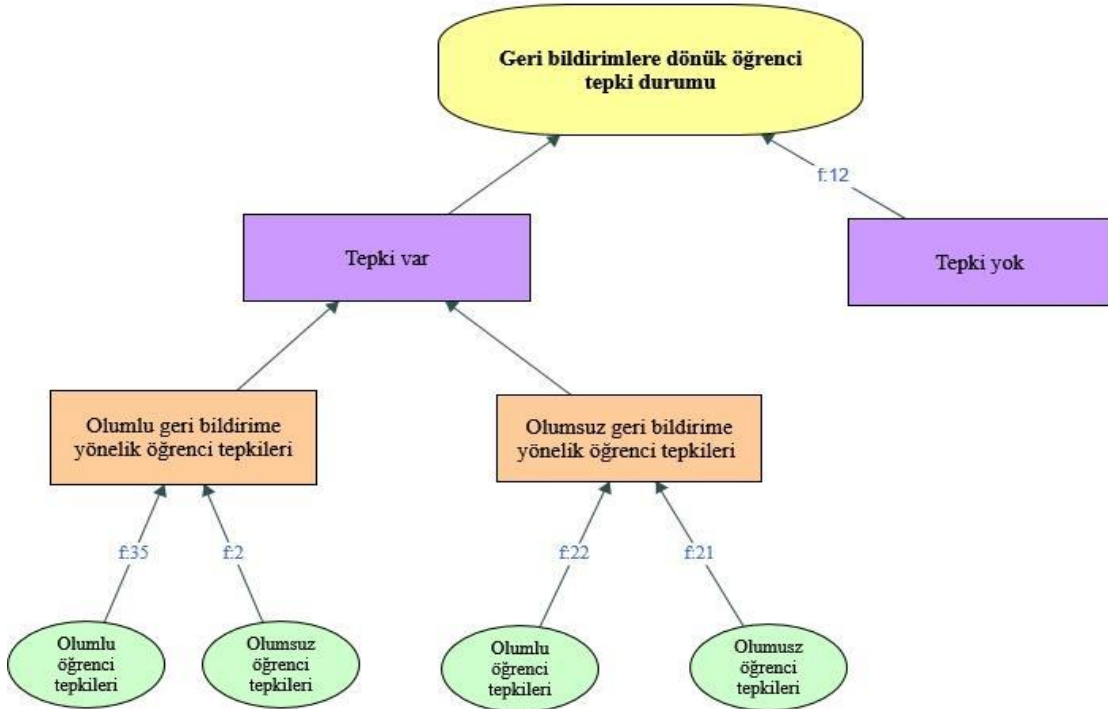 Geri bildirimlere dönük öğrenci
tepki durumu
f:12
Tepki var
Tepki yok
Olumlu geri bildirime
yönelik öğrenci tepkileri
Olumsuz geri bildirime
yönelik öğrenci tepkileri
f:35
f:2
f:22
f:21
Olumlu
öğrenci
tepkileri
Olumsuz
öğrenci
tepkileri
Olumlu
öğrenci
tepkileri
Olumusz
öğrenci
tepkileri